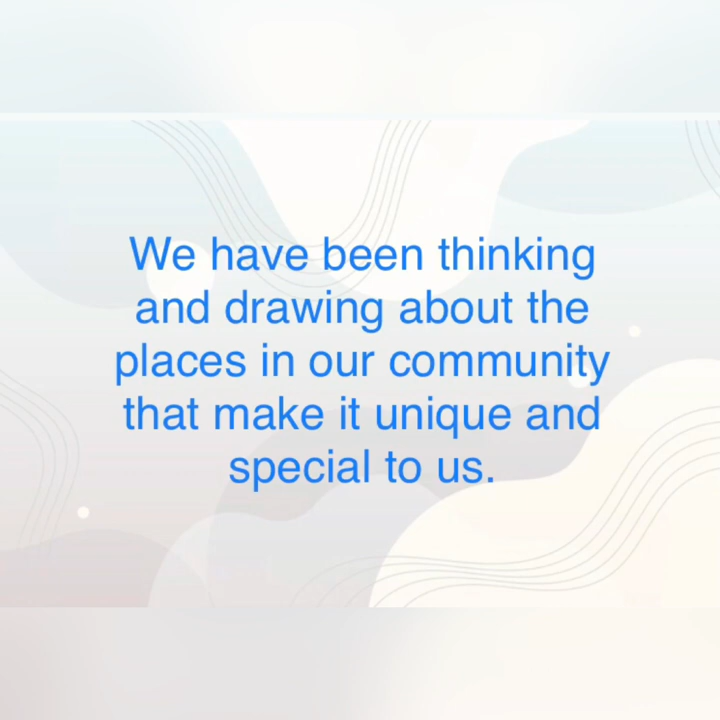 We have been thinking
and drawing about the
places in our community
that make it unique and
special to us.